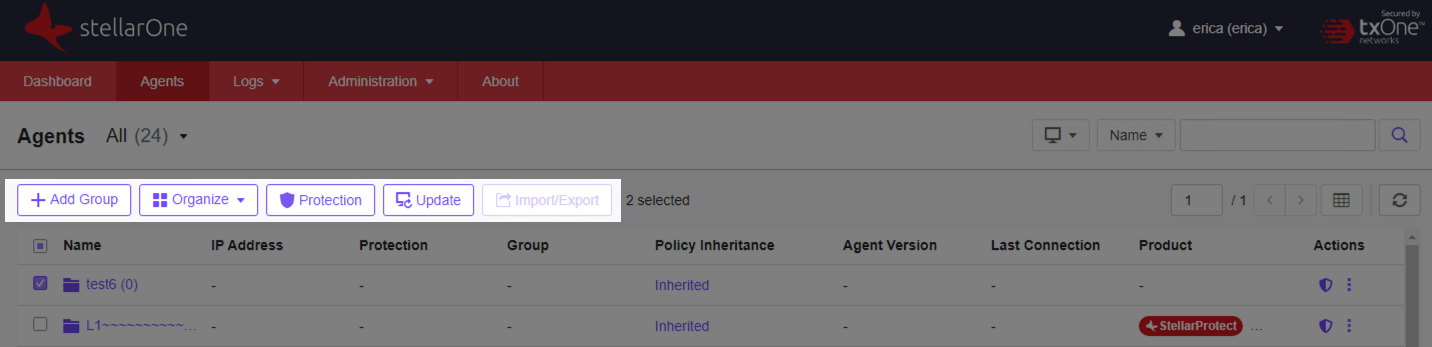 stellarOne
erica (erica)
Secured by
txOne™
networks
Dashboard Agents Logs Administration About
Agents All (24)
Name
Add Group Organize Protection Update Import/Export 2 selected 1 / 1
Name IP Address Protection Group Policy Inheritance Agent Version Last Connection Product Actions
test6 (0) - - - Inherited - - -
L1~~~~~~~~~~... - - - Inherited - - StellarProtect ...